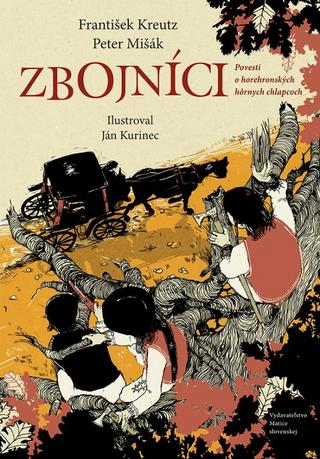 František Kreutz
Peter Mišák
ZBOJNÍCI
Povesti
o horehronských
hôrnych chlapcoch
Ilustroval
Ján Kurinec
Vydavateľstvo
Matice
slovenskej